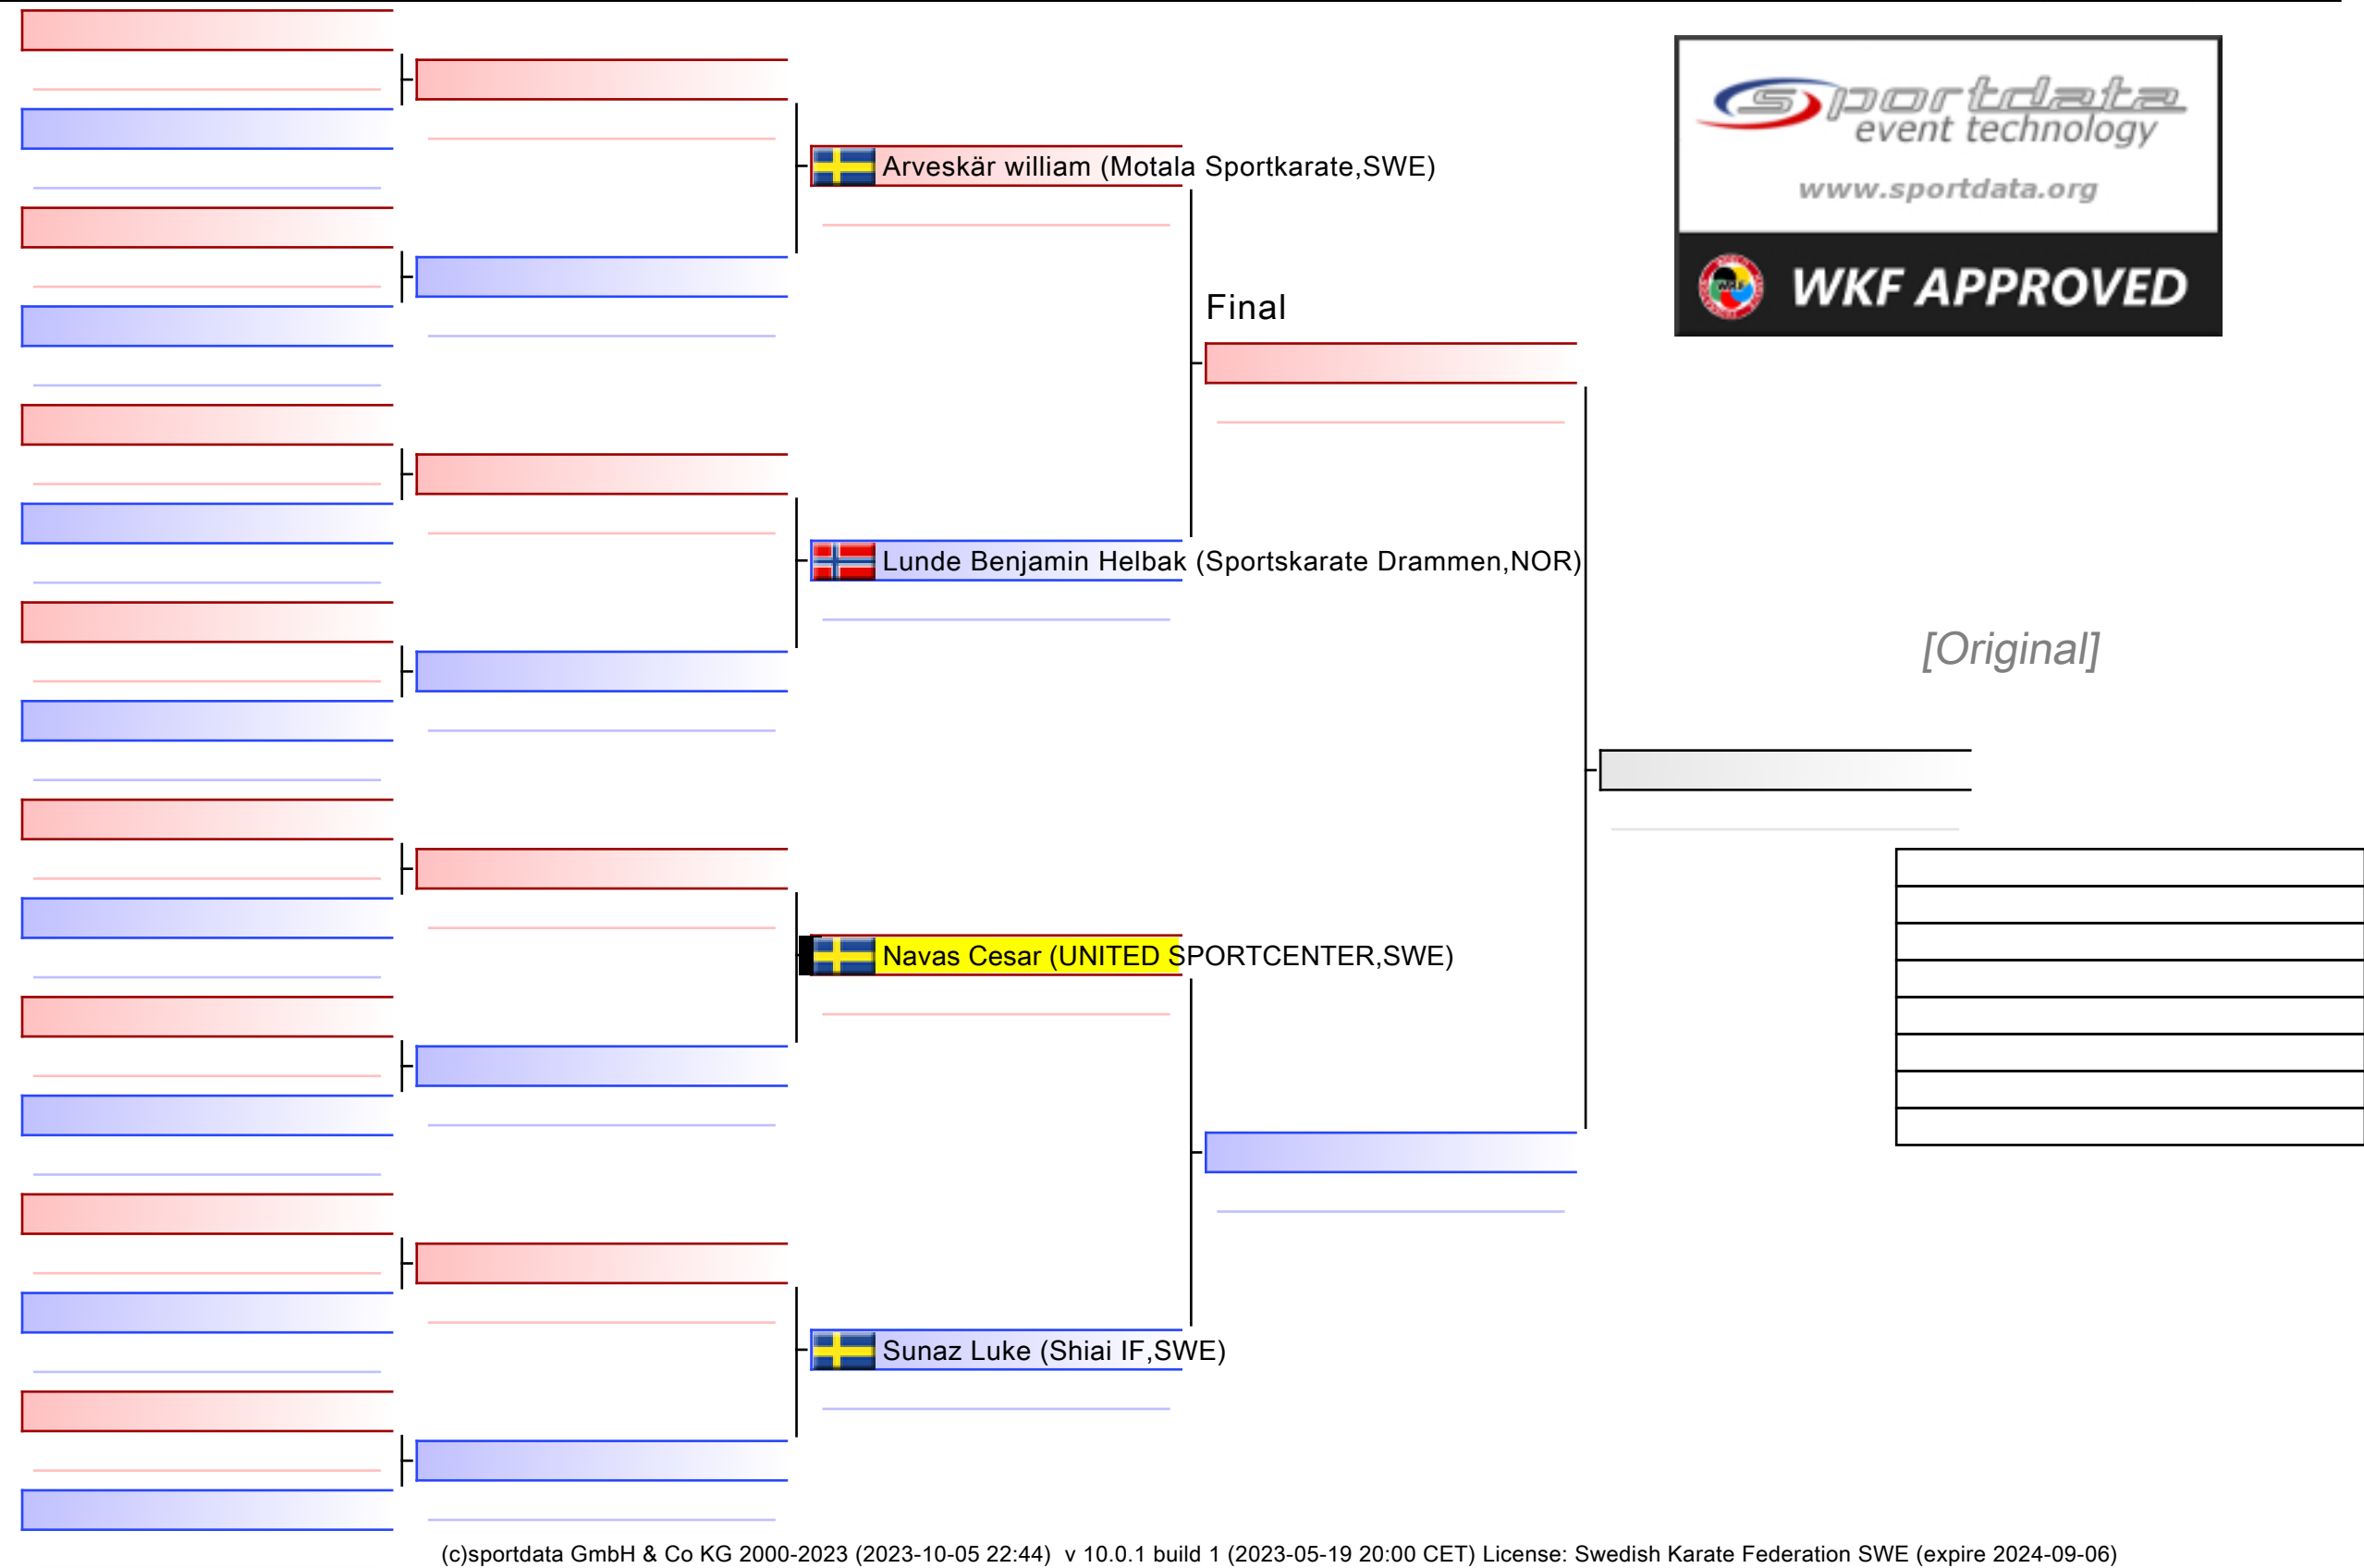 sportdata
event technology
www.sportdata.org
WKF APPROVED
Arveskär william (Motala Sportkarate,SWE)
Final
Lunde Benjamin Helbak (Sportskarate Drammen,NOR)
[Original]
Navas Cesar (UNITED SPORTCENTER,SWE)
Sunaz Luke (Shiai IF,SWE)
(c)sportdata GmbH & Co KG 2000-2023 (2023-10-05 22:44)  v 10.0.1 build 1 (2023-05-19 20:00 CET) License: Swedish Karate Federation SWE (expire 2024-09-06)